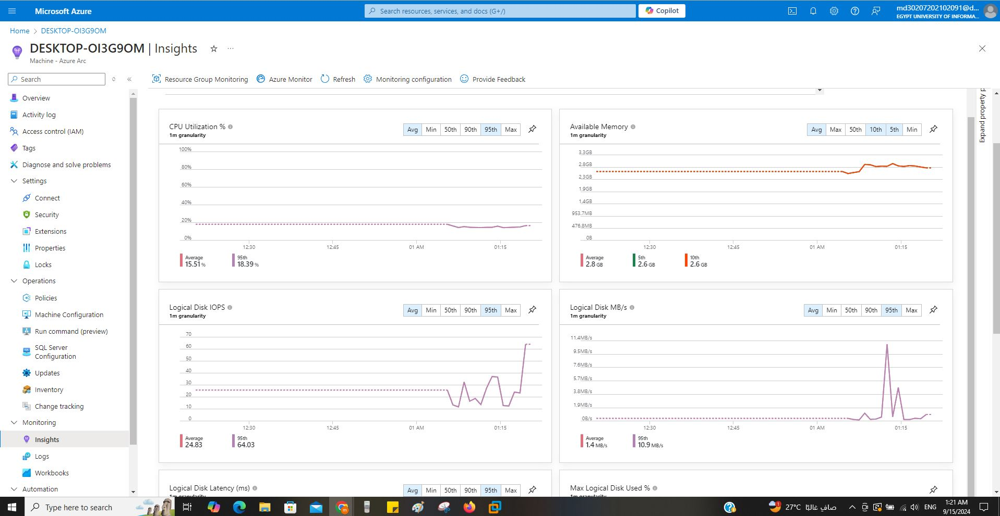 Microsoft Azure
Search resources, services, and docs (G+/)
Copilot
md30207202102091@d...
EGYPT UNIVERSITY OF INFORMA...
Home > DESKTOP-OI3G9OM
DESKTOP-OI3G9OM | Insights
Machine - Azure Arc
Search
Resource Group Monitoring
Azure Monitor
Refresh
Monitoring configuration
Provide Feedback
Overview
Activity log
Access control (IAM)
Tags
Diagnose and solve problems
Settings
Connect
Security
Extensions
Properties
Locks
Operations
Policies
Machine Configuration
Run command (preview)
SQL Server
Configuration
Updates
Inventory
Change tracking
Monitoring
Insights
Logs
Workbooks
Automation
CPU Utilization %
1m granularity
Avg Min 50th 90th 95th Max
100%
80%
60%
40%
20%
0%
12:30 12:45 01 AM 01:15
Average 95th
15.51 % 18.39 %
Available Memory
1m granularity
Avg Max 50th 10th 5th Min
3.3GB
2.8GB
2.3GB
1.9GB
1.4GB
953.7MB
476.8MB
0B
12:30 12:45 01 AM 01:15
Average 5th 10th
2.8 GB 2.6 GB 2.6 GB
Logical Disk IOPS
1m granularity
Avg Min 50th 90th 95th Max
70
60
50
40
30
20
10
0
12:30 12:45 01 AM 01:15
Average 95th
24.83 64.03
Logical Disk MB/s
1m granularity
Avg Min 50th 90th 95th Max
11.4MB/s
9.5MB/s
7.6MB/s
5.7MB/s
3.8MB/s
1.9MB/s
0B/s
12:30 12:45 01 AM 01:15
Average 95th
1.4 MB/s 10.9 MB/s
Logical Disk Latency (ms)
1m granularity
Avg Min 50th 90th 95th Max
Max Logical Disk Used %
1m granularity
Expand property
Type here to search
27°C صافٍ غالبًا
ENG
1:21 AM
9/15/2024